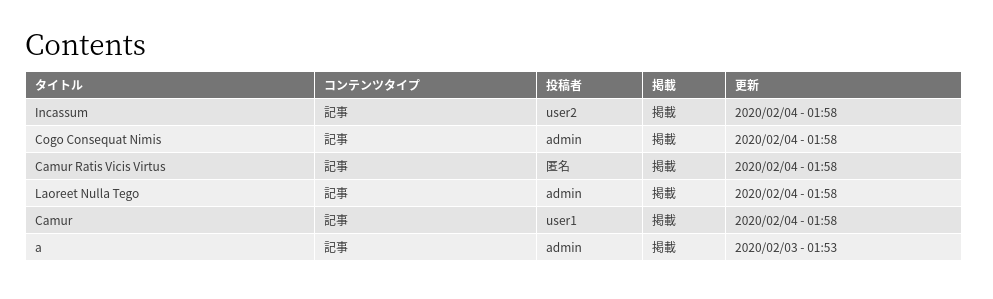 Contents
タイトル コンテンツタイプ 投稿者 掲載 更新
Incassum 記事 user2 掲載 2020/02/04 - 01:58
Cogo Consequat Nimis 記事 admin 掲載 2020/02/04 - 01:58
Camur Ratis Vicis Virtus 記事 匿名 掲載 2020/02/04 - 01:58
Laoreet Nulla Tego 記事 admin 掲載 2020/02/04 - 01:58
Camur 記事 user1 掲載 2020/02/04 - 01:58
a 記事 admin 掲載 2020/02/03 - 01:53